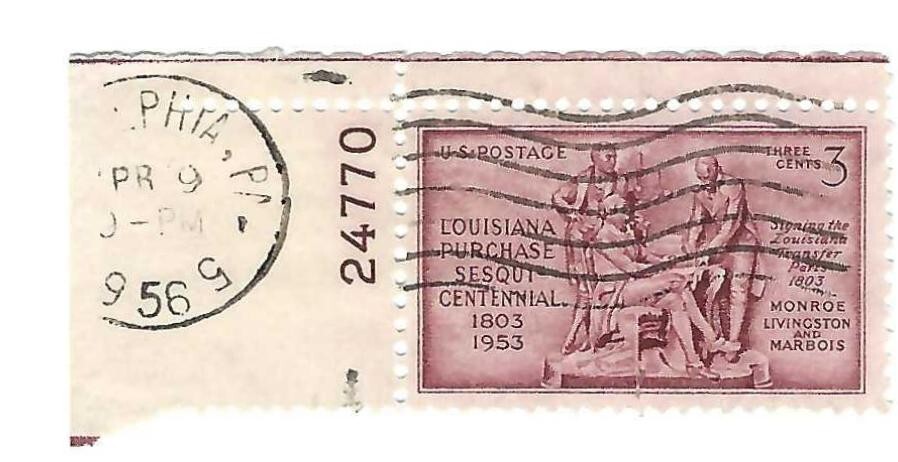 PHIA, PA
PR 9
-PM
56
24770
U·S·POSTAGE
THREE
CENTS 3
LOUISIANA
PURCHASE
SESQUI
CENTENNIAL
1803
1953
Signing the
Louisiana
Transfer
Paris
1803
MONROE
LIVINGSTON
AND
MARBOIS